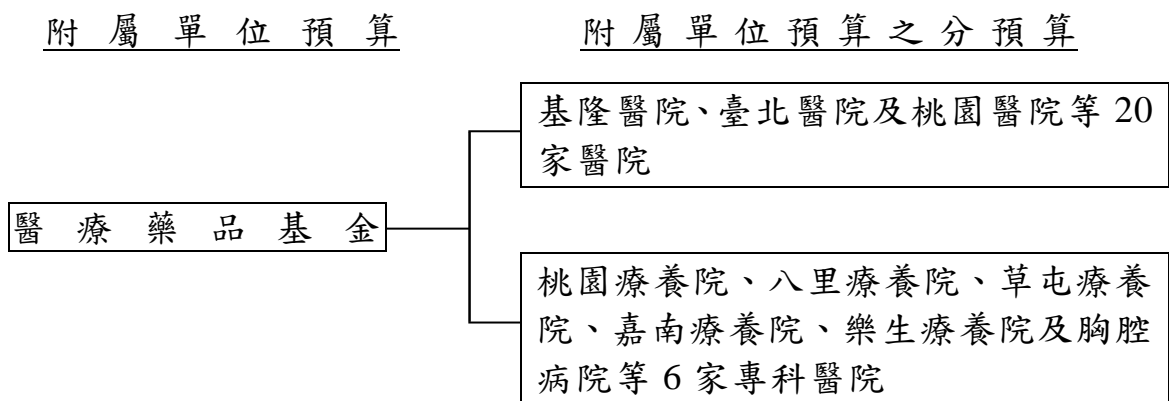 附屬單位預算
附屬單位預算之分預算
基隆醫院、臺北醫院及桃園醫院等 20
家醫院
醫療藥品基金
桃園療養院、八里療養院、草屯療養
院、嘉南療養院、樂生療養院及胸腔
病院等 6 家專科醫院